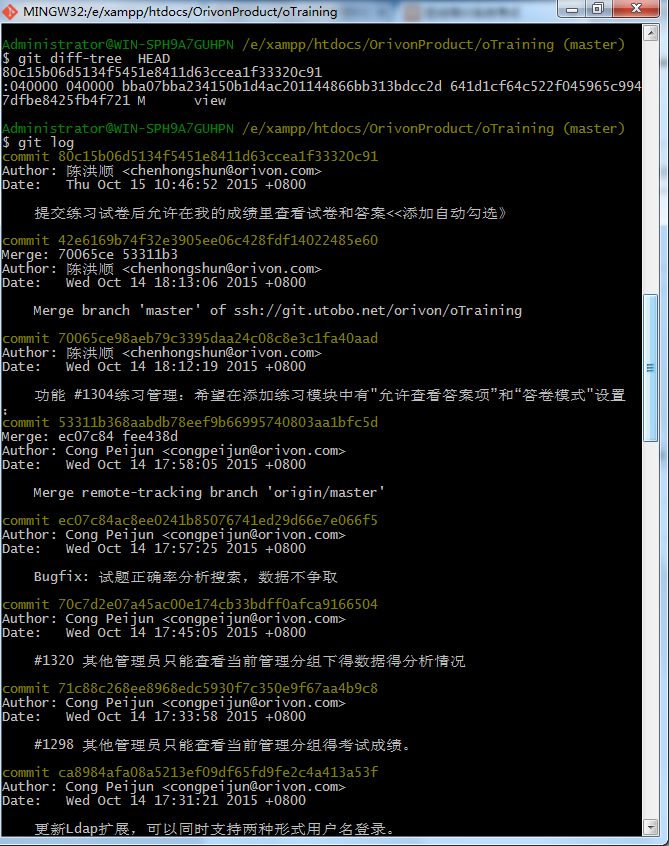 MINGW32:/e/xampp/htdocs/OrivonProduct/oTraining
Administrator@WIN-SPH9A7GUHPN /e/xampp/htdocs/OrivonProduct/oTraining (master)
$ git diff-tree  HEAD
80c15b06d5134f5451e8411d63ccea1f33320c91
:040000 040000 bba07bba234150b1d4ac201144866bb313bdcc2d 641d1cf64c522f045965c994
7dfbe8425fb4f721 M      view
Administrator@WIN-SPH9A7GUHPN /e/xampp/htdocs/OrivonProduct/oTraining (master)
$ git log
commit 80c15b06d5134f5451e8411d63ccea1f33320c91
Author: 陈洪顺 <chenhongshun@orivon.com>
Date:   Thu Oct 15 10:46:52 2015 +0800
提交练习试卷后允许在我的成绩里查看试卷和答案<<添加自动勾选》
commit 42e6169b74f32e3905ee06c428fdf14022485e60
Merge: 70065ce 53311b3
Author: 陈洪顺 <chenhongshun@orivon.com>
Date:   Wed Oct 14 18:13:06 2015 +0800
Merge branch 'master' of ssh://git.utobo.net/orivon/oTraining
commit 70065ce98aeb79c3395daa24c08c8e3c1fa40aad
Author: 陈洪顺 <chenhongshun@orivon.com>
Date:   Wed Oct 14 18:12:19 2015 +0800
功能 #1304练习管理：希望在添加练习模块中有"允许查看答案项”和“答卷模式"设置
；
commit 53311b368aabdb78eef9b66995740803aa1bfc5d
Merge: ec07c84 fee438d
Author: Cong Peijun <congpeijun@orivon.com>
Date:   Wed Oct 14 17:58:05 2015 +0800
Merge remote-tracking branch 'origin/master'
commit ec07c84ac8ee0241b85076741ed29d66e7e066f5
Author: Cong Peijun <congpeijun@orivon.com>
Date:   Wed Oct 14 17:57:25 2015 +0800
Bugfix: 试题正确率分析搜索，数据不争取
commit 70c7d2e07a45ac00e174cb33bdff0afca9166504
Author: Cong Peijun <congpeijun@orivon.com>
Date:   Wed Oct 14 17:45:05 2015 +0800
#1320 其他管理员只能查看当前管理分组下得数据得分析情况
commit 71c88c268ee8968edc5930f7c350e9f67aa4b9c8
Author: Cong Peijun <congpeijun@orivon.com>
Date:   Wed Oct 14 17:33:58 2015 +0800
#1298 其他管理员只能查看当前管理分组得考试成绩。
commit ca8984afa08a5213ef09df65fd9fe2c4a413a53f
Author: Cong Peijun <congpeijun@orivon.com>
Date:   Wed Oct 14 17:31:21 2015 +0800
更新Ldap扩展，可以同时支持两种形式用户名登录。